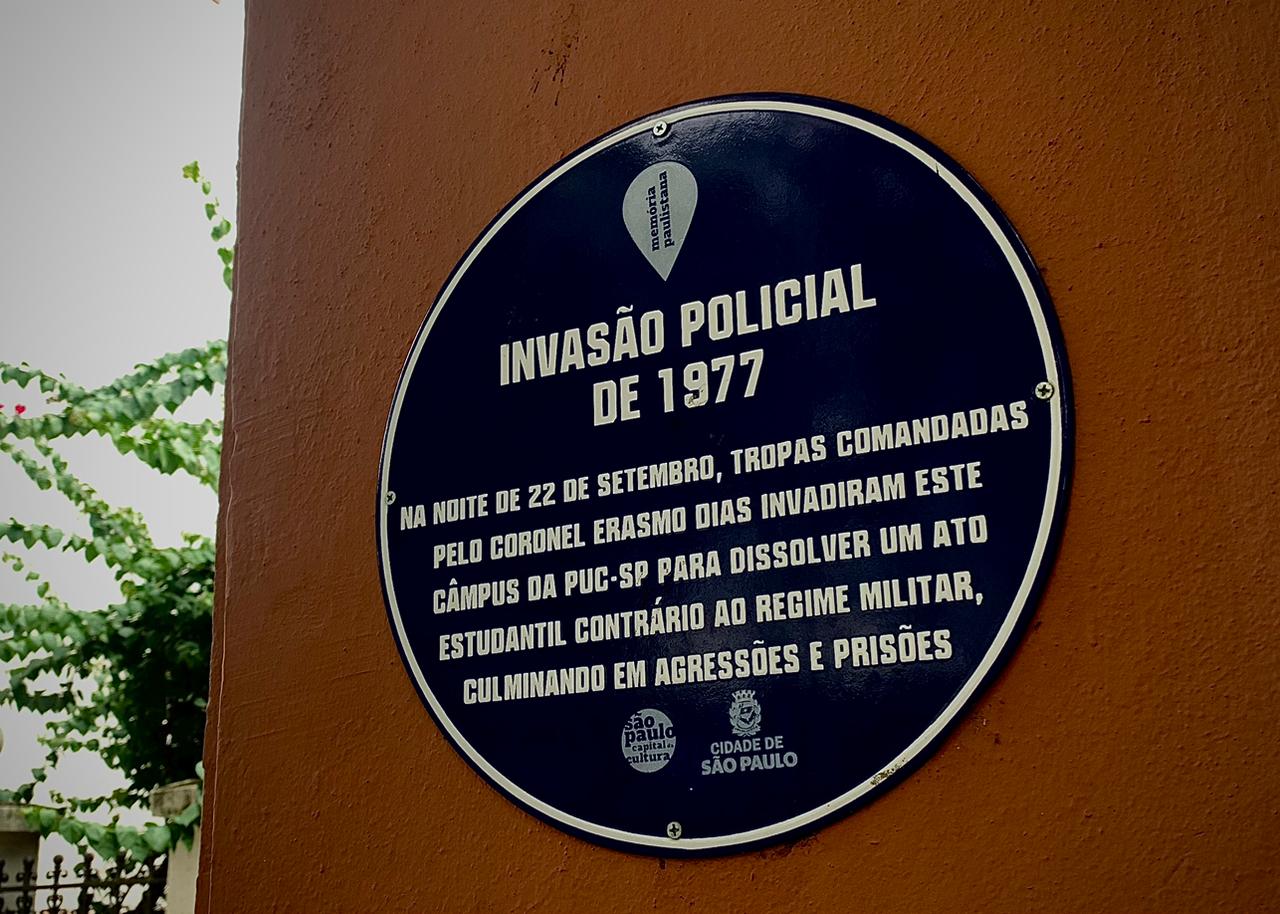 memória
paulistana
INVASÃO POLICIAL
DE 1977
NA NOITE DE 22 DE SETEMBRO, TROPAS COMANDADAS
PELO CORONEL ERASMO DIAS INVADIRAM ESTE
CÂMPUS DA PUC-SP PARA DISSOLVER UM ATO
ESTUDANTIL CONTRÁRIO AO REGIME MILITAR,
CULMINANDO EM AGRESSÕES E PRISÕES
são
paulo
capital da
cultura
CIDADE DE
SÃO PAULO